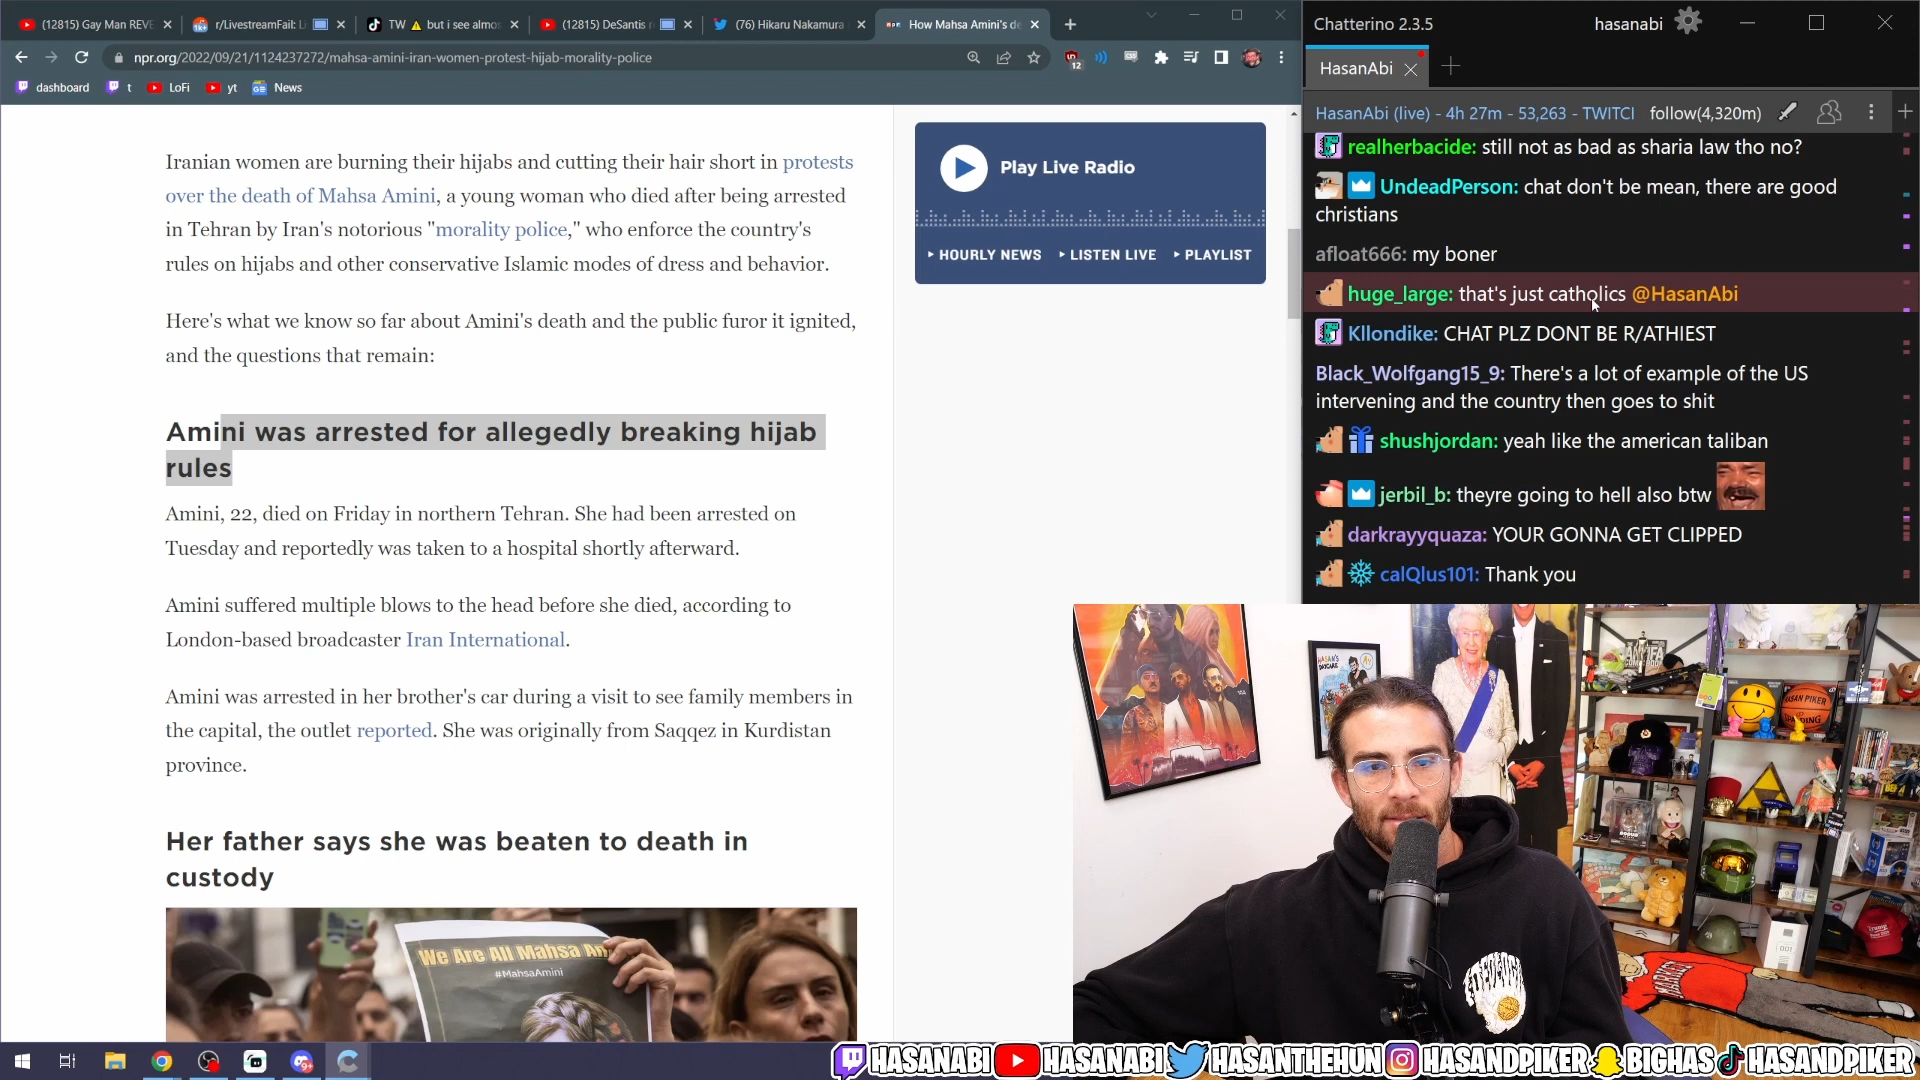 (12815) Gay Man REVE
r/LivestreamFail: Li
TW ⚠ but i see almos
(12815) DeSantis r
(76) Hikaru Nakamura
How Mahsa Amini's de
npr.org/2022/09/21/1124237272/mahsa-amini-iran-women-protest-hijab-morality-police
12
dashboard
t
LoFi
yt
News
Iranian women are burning their hijabs and cutting their hair short in protests
over the death of Mahsa Amini, a young woman who died after being arrested
in Tehran by Iran's notorious "morality police," who enforce the country's
rules on hijabs and other conservative Islamic modes of dress and behavior.
Here's what we know so far about Amini's death and the public furor it ignited,
and the questions that remain:
Amini was arrested for allegedly breaking hijab
rules
Amini, 22, died on Friday in northern Tehran. She had been arrested on
Tuesday and reportedly was taken to a hospital shortly afterward.
Amini suffered multiple blows to the head before she died, according to
London-based broadcaster Iran International.
Amini was arrested in her brother's car during a visit to see family members in
the capital, the outlet reported. She was originally from Saqqez in Kurdistan
province.
Her father says she was beaten to death in
custody
We Are All Mahsa Am
#MahsaAmini
Play Live Radio
HOURLY NEWS
LISTEN LIVE
PLAYLIST
Chatterino 2.3.5
hasanabi
HasanAbi
HasanAbi (live) - 4h 27m - 53,263 - TWITCI
follow(4,320m)
realherbacide: still not as bad as sharia law tho no?
UndeadPerson: chat don't be mean, there are good
christians
afloat666: my boner
huge_large: that's just catholics @HasanAbi
Kllondike: CHAT PLZ DONT BE R/ATHIEST
Black_Wolfgang15_9: There's a lot of example of the US
intervening and the country then goes to shit
shushjordan: yeah like the american taliban
jerbil_b: theyre going to hell also btw
darkrayyquaza: YOUR GONNA GET CLIPPED
calQlus101: Thank you
HASAN PIKER
SPALDING
Trump
HASANABI
HASANABI
HASANTHEHUN
HASANDPIKER
BIGHAS
HASANDPIKER